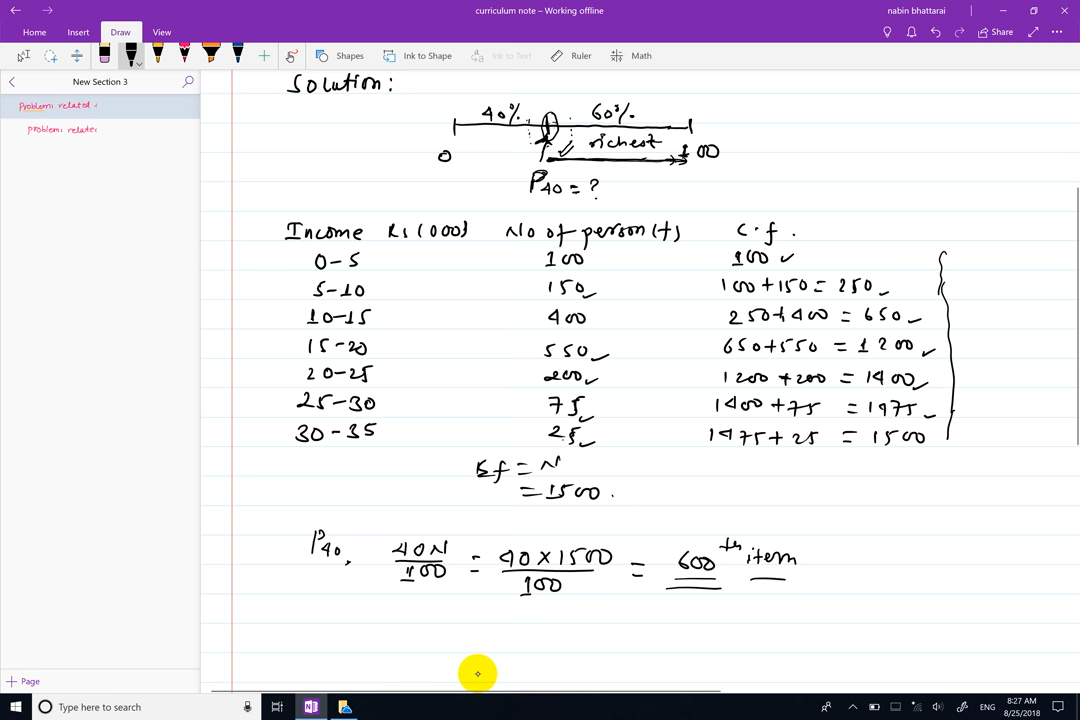 curriculum note – Working offline
nabin bhattarai
Home Insert Draw View
Share
Shapes Ink to Shape Ink to Text Ruler Math
New Section 3
Problems related
problems relate
Page
Solution:
40% 60%
richest
0 100
P40 = ?
Income Rs (000) No of person (f) c.f.
0-5 100 100
5-10 150 100+150 = 250
10-15 400 250+400 = 650
15-20 550 650+550 = 1200
20-25 200 1200+200 = 1400
25-30 75 1400+75 = 1475
30-35 25 1475+25 = 1500
Σf = N
= 1500.
P40, 40N/100 = 40×1500/100 = 600th item
Type here to search
ENG
8:27 AM
8/25/2018